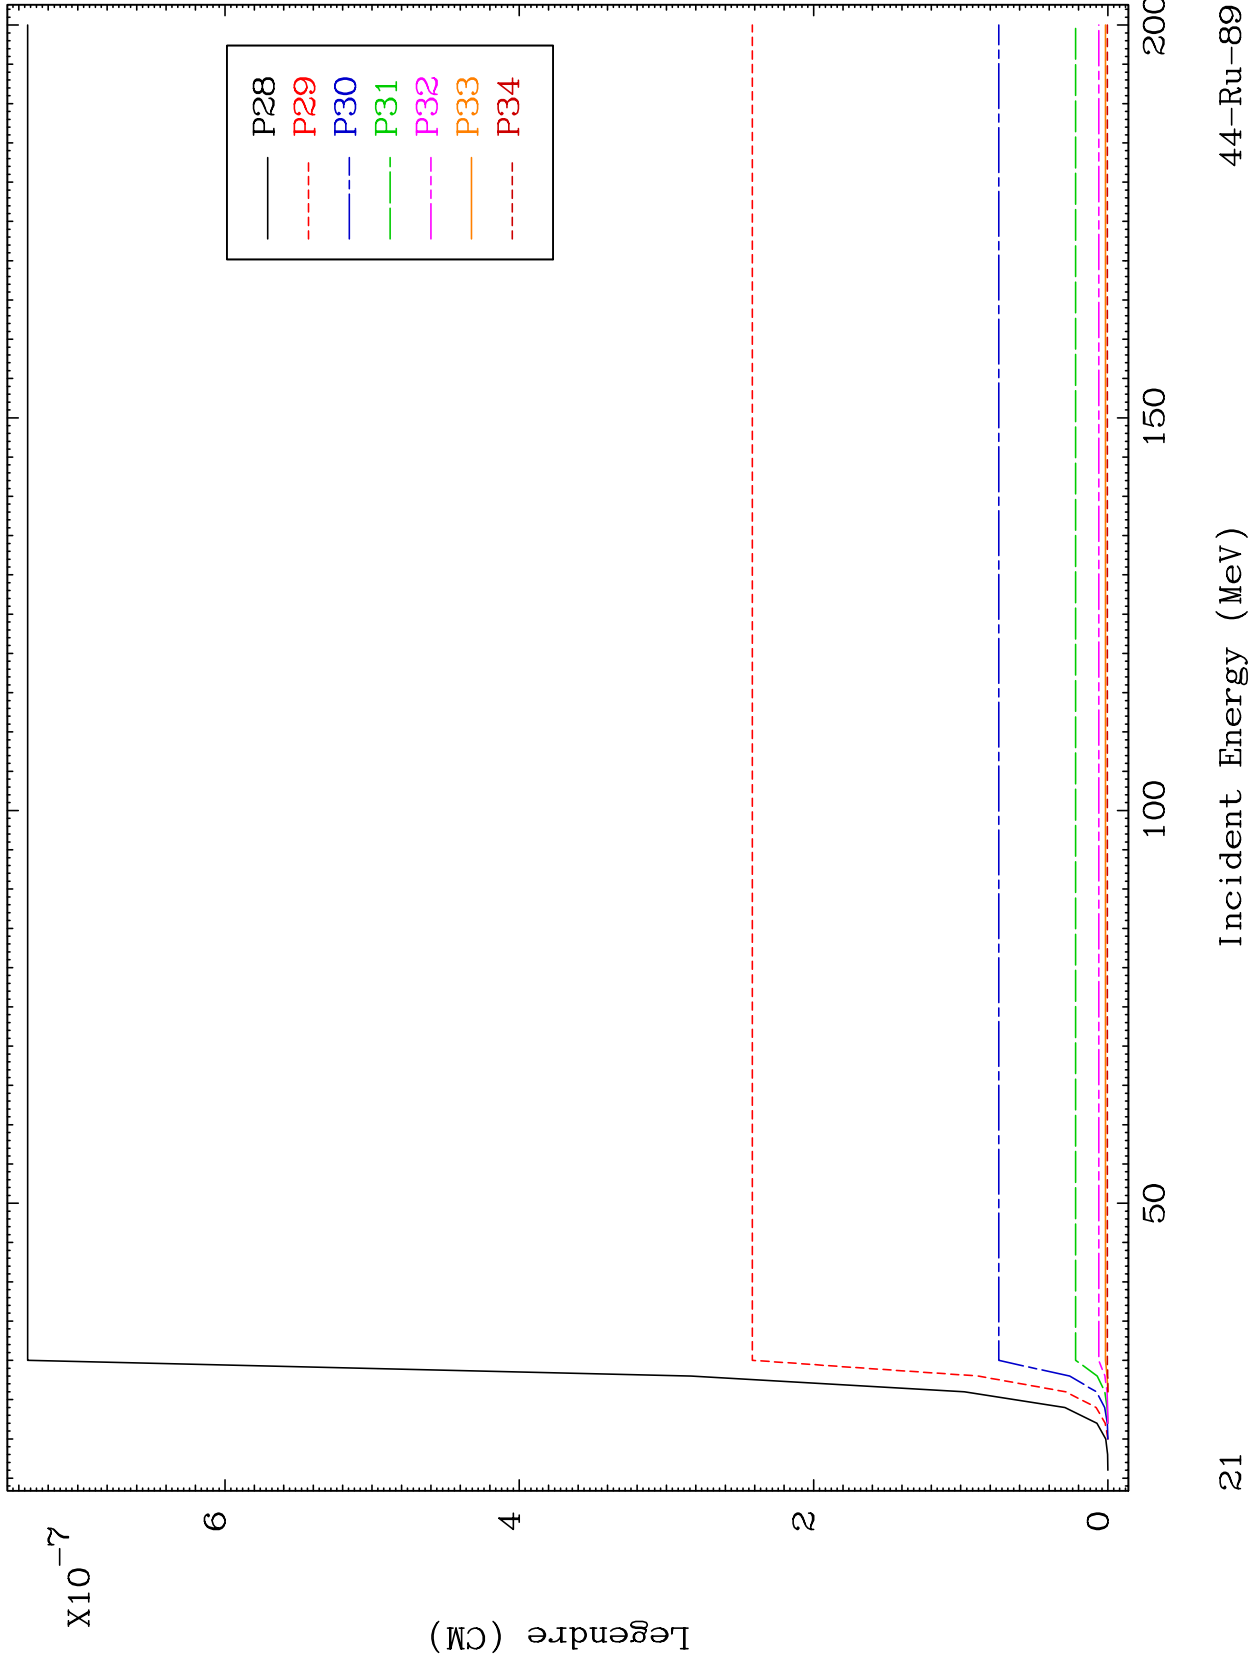 X10-7
6
4
2
0
Legendre (CM)
P28
P29
P30
P31
P32
P33
P34
50
100
150
200
21
Incident Energy (MeV)
44-Ru-89